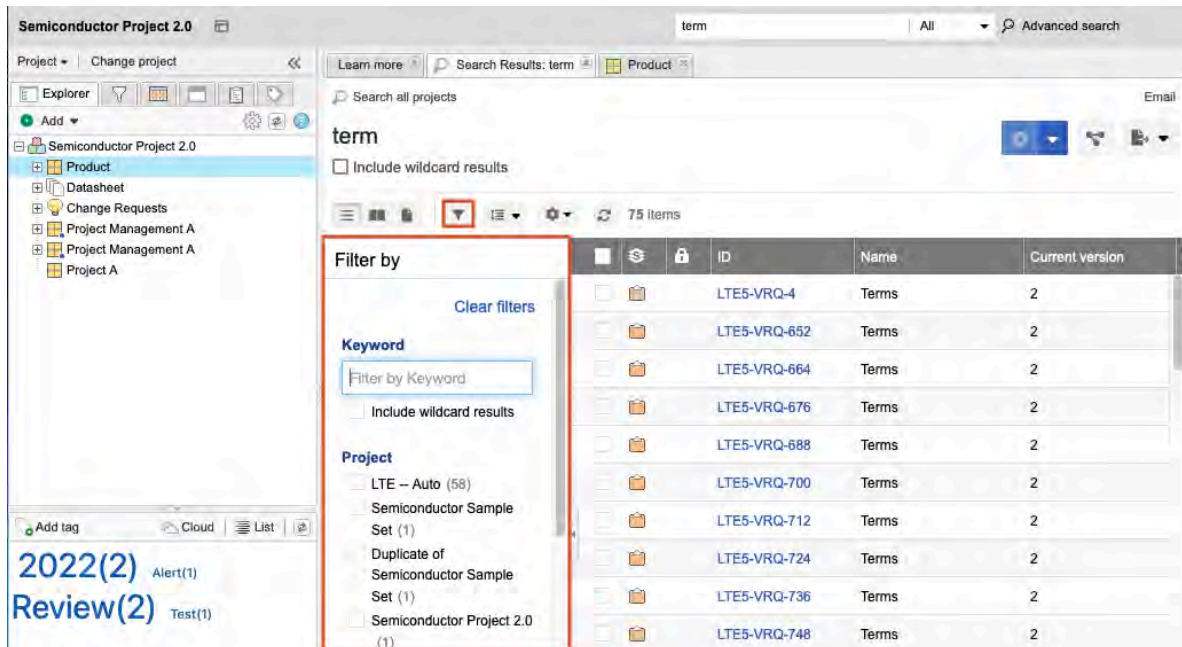 Semiconductor Project 2.0
term
All
Advanced search
Project
Change project
Learn more
Search Results: term
Product
Explorer
Search all projects
Email
Add
term
Include wildcard results
Semiconductor Project 2.0
Product
Datasheet
Change Requests
Project Management A
Project Management A
Project A
75 items
Filter by
Clear filters
Keyword
Filter by Keyword
Include wildcard results
Project
LTE -- Auto (58)
Semiconductor Sample
Set (1)
Duplicate of
Semiconductor Sample
Set (1)
Semiconductor Project 2.0
(1)
ID Name Current version
LTE5-VRQ-4 Terms 2
LTE5-VRQ-652 Terms 2
LTE5-VRQ-664 Terms 2
LTE5-VRQ-676 Terms 2
LTE5-VRQ-688 Terms 2
LTE5-VRQ-700 Terms 2
LTE5-VRQ-712 Terms 2
LTE5-VRQ-724 Terms 2
LTE5-VRQ-736 Terms 2
LTE5-VRQ-748 Terms 2
Add tag
Cloud
List
2022(2) Alert(1)
Review(2) Test(1)